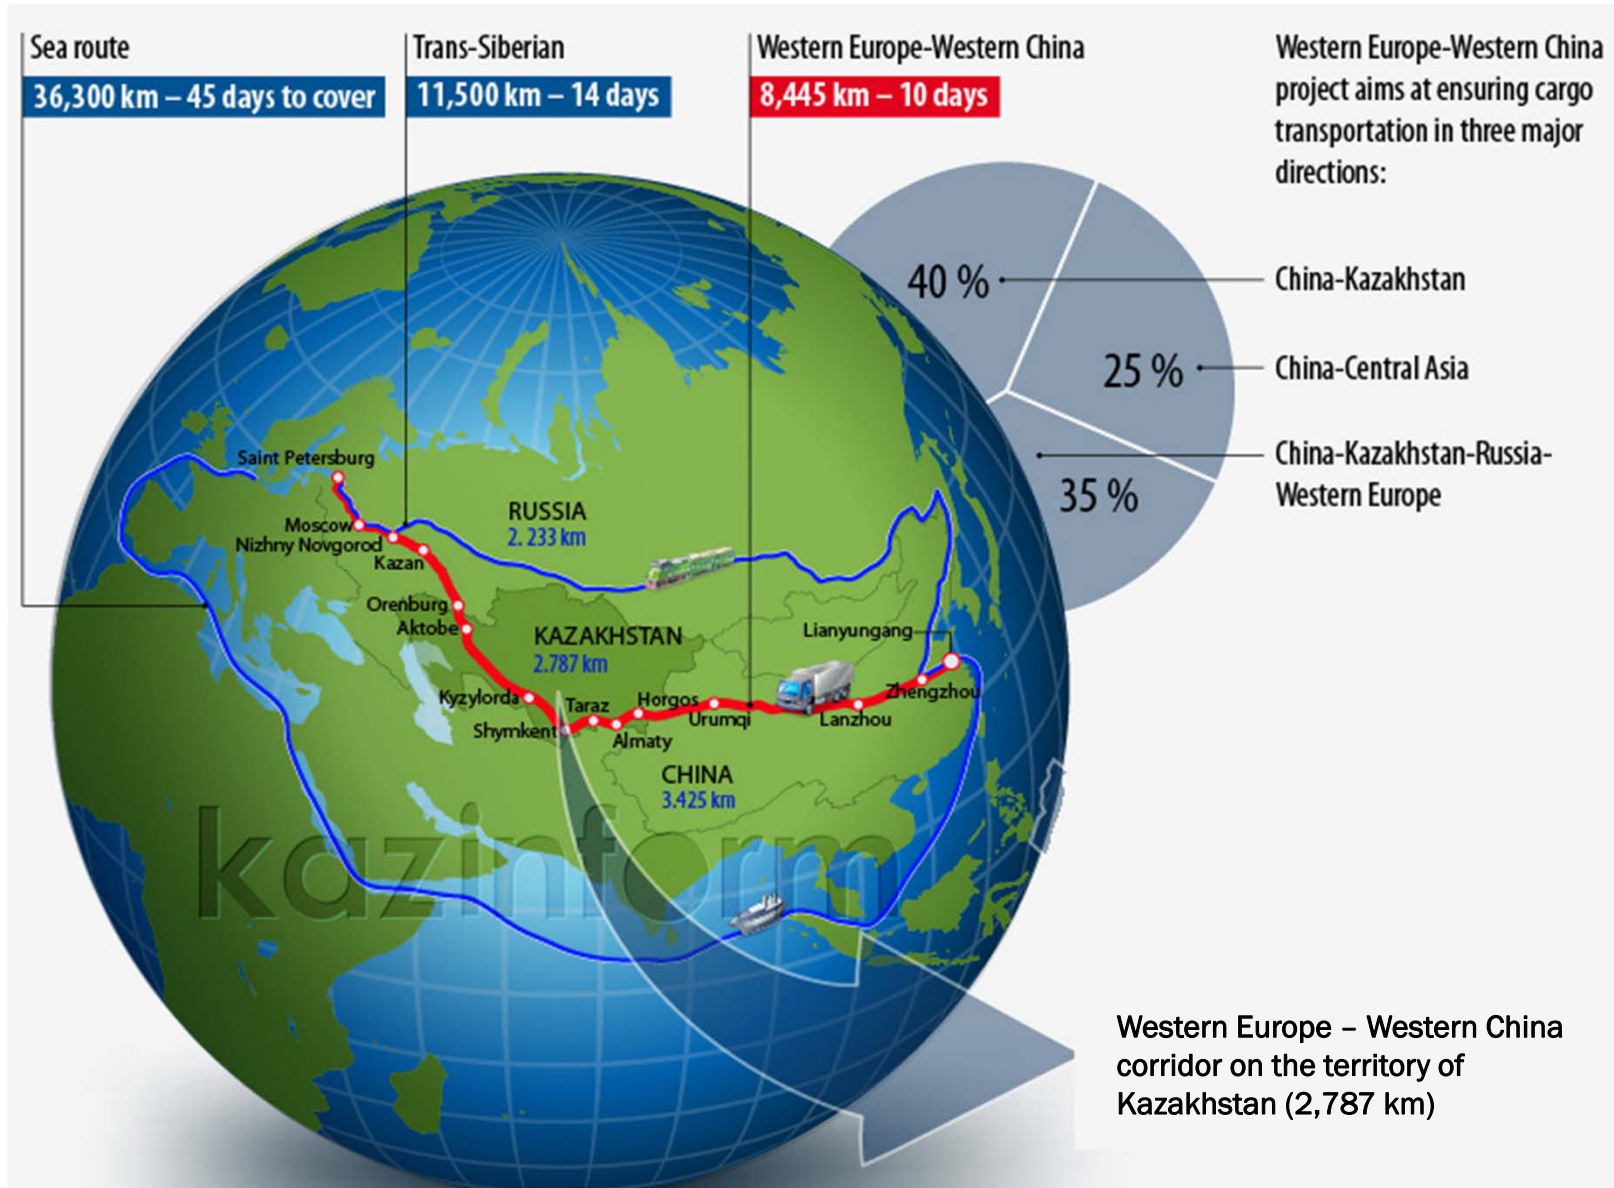 Sea route
36,300 km – 45 days to cover
Trans-Siberian
11,500 km – 14 days
Western Europe-Western China
8,445 km – 10 days
Western Europe-Western China
project aims at ensuring cargo
transportation in three major
directions:
40 %
China-Kazakhstan
25 %
China-Central Asia
China-Kazakhstan-Russia-
Western Europe
35 %
Saint Petersburg
Moscow
Nizhny Novgorod
Kazan
RUSSIA
2. 233 km
Orenburg
Aktobe
KAZAKHSTAN
2.787 km
Lianyungang
Kyzylorda
Taraz
Horgos
Zhengzhou
Shymkent
Almaty
Urumqi
Lanzhou
CHINA
3.425 km
kazinform
Western Europe – Western China
corridor on the territory of
Kazakhstan (2,787 km)